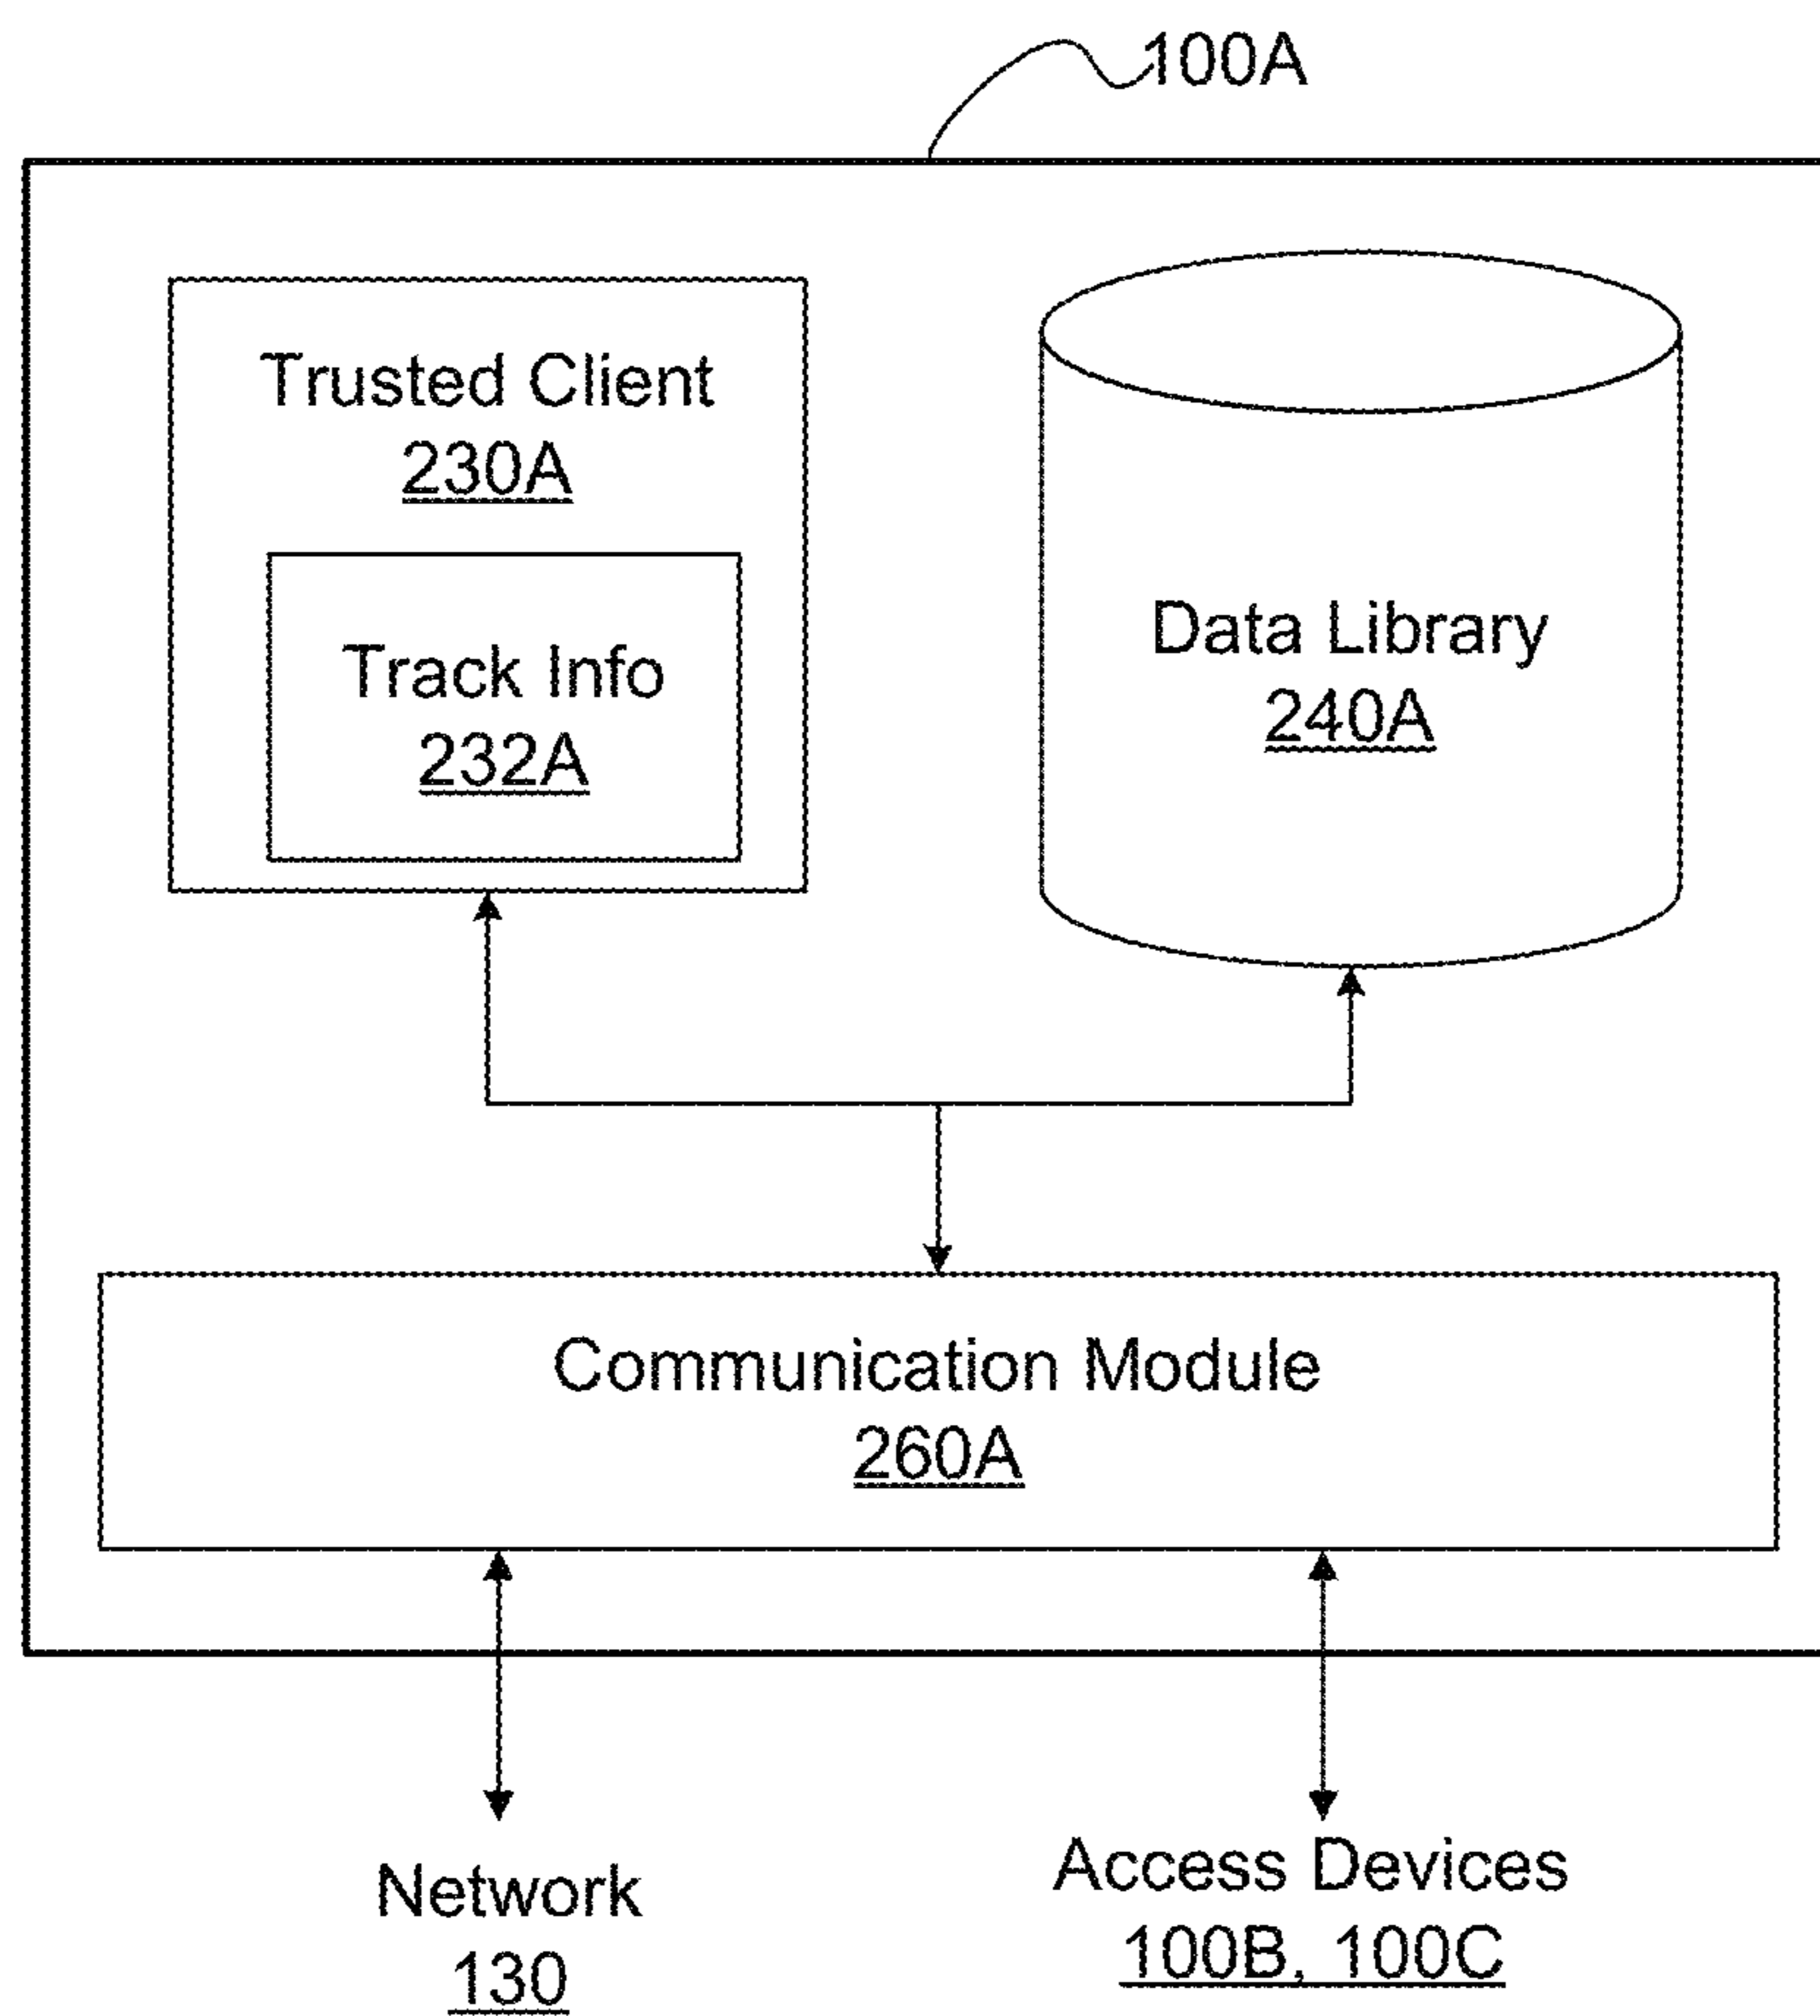 100A
Trusted Client
230A
Track Info
232A
Data Library
240A
Communication Module
260A
Network
130
Access Devices
100B, 100C